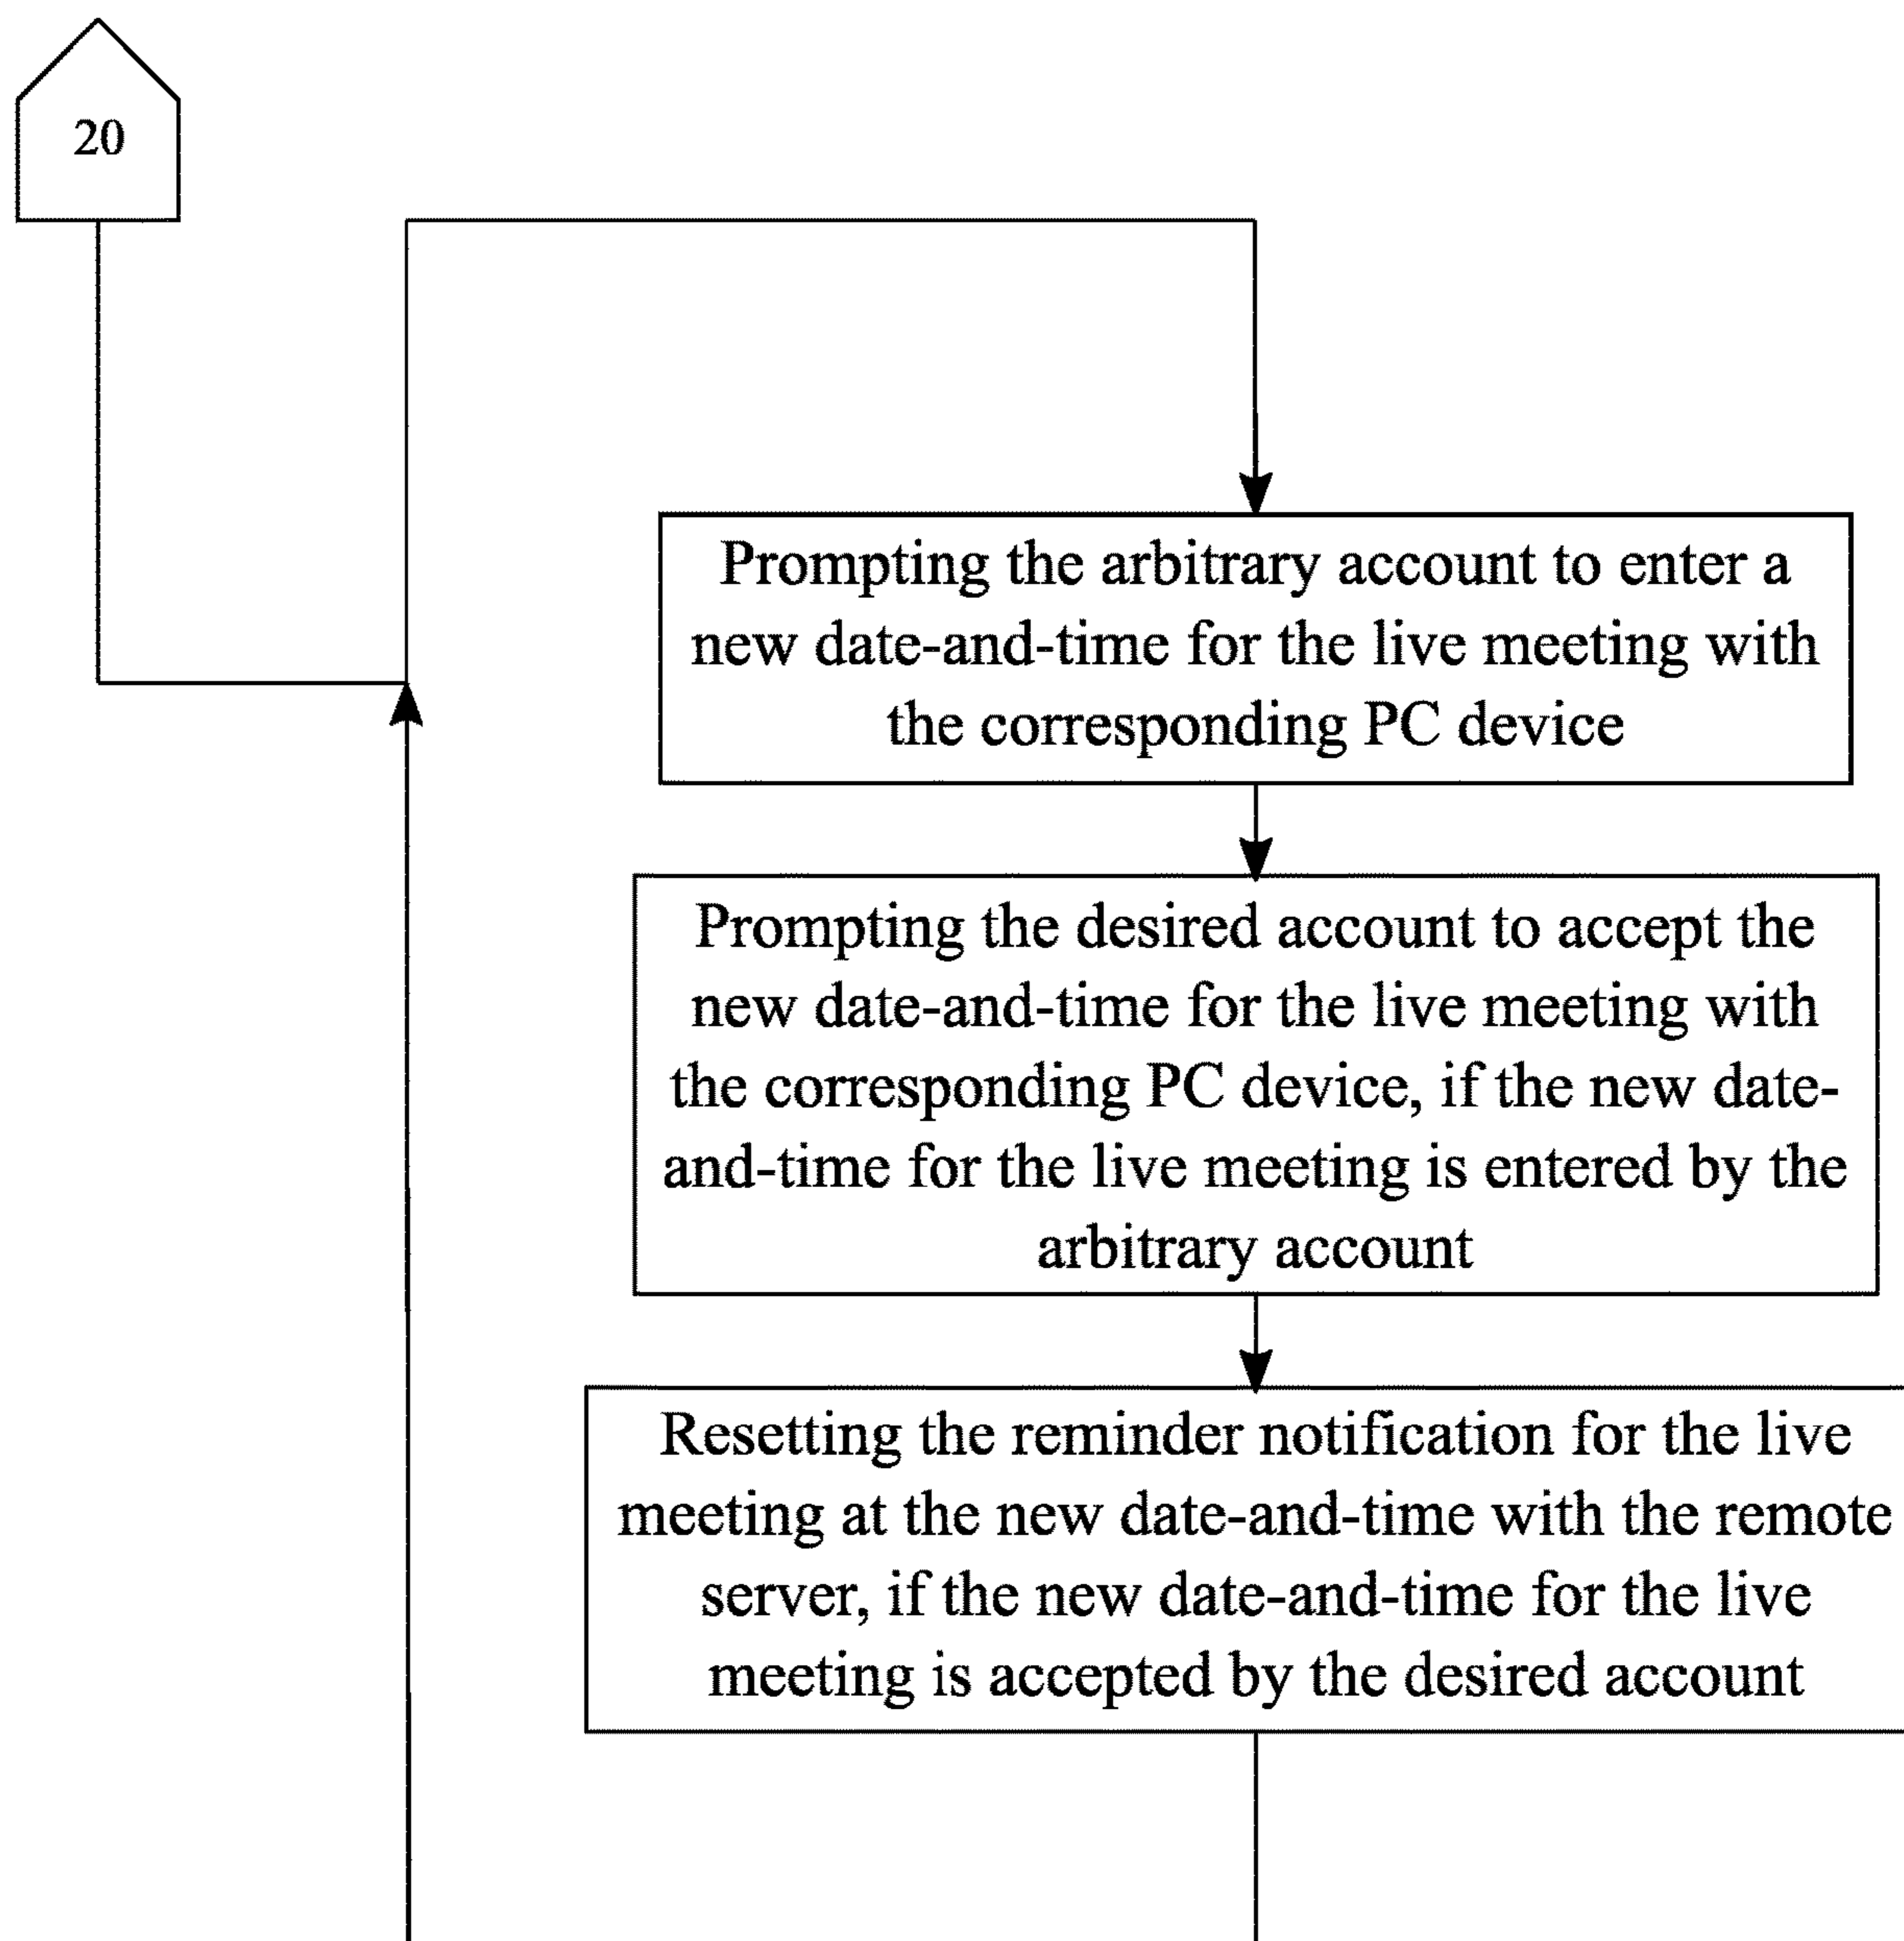 20
Prompting the arbitrary account to enter a
new date-and-time for the live meeting with
the corresponding PC device
Prompting the desired account to accept the
new date-and-time for the live meeting with
the corresponding PC device, if the new date-
and-time for the live meeting is entered by the
arbitrary account
Resetting the reminder notification for the live
meeting at the new date-and-time with the remote
server, if the new date-and-time for the live
meeting is accepted by the desired account